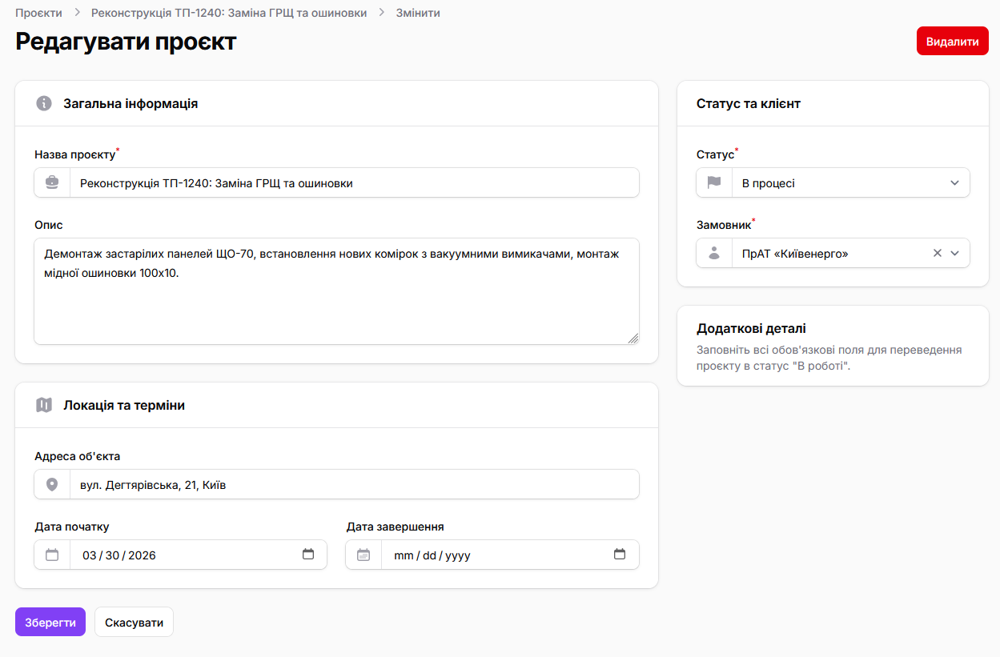 Проєкти > Реконструкція ТП-1240: Заміна ГРЩ та ошиновки > Змінити
Редагувати проєкт
Видалити
Загальна інформація
Назва проєкту*
Реконструкція ТП-1240: Заміна ГРЩ та ошиновки
Опис
Демонтаж застарілих панелей ЩО-70, встановлення нових комірок з вакуумними вимикачами, монтаж
мідної ошиновки 100х10.
Локація та терміни
Адреса об'єкта
вул. Дегтярівська, 21, Київ
Дата початку
03 / 30 / 2026
Дата завершення
mm / dd / yyyy
Зберегти
Скасувати
Статус та клієнт
Статус*
В процесі
Замовник*
ПрАТ «Київенерго»
Додаткові деталі
Заповніть всі обов'язкові поля для переведення
проєкту в статус "В роботі".